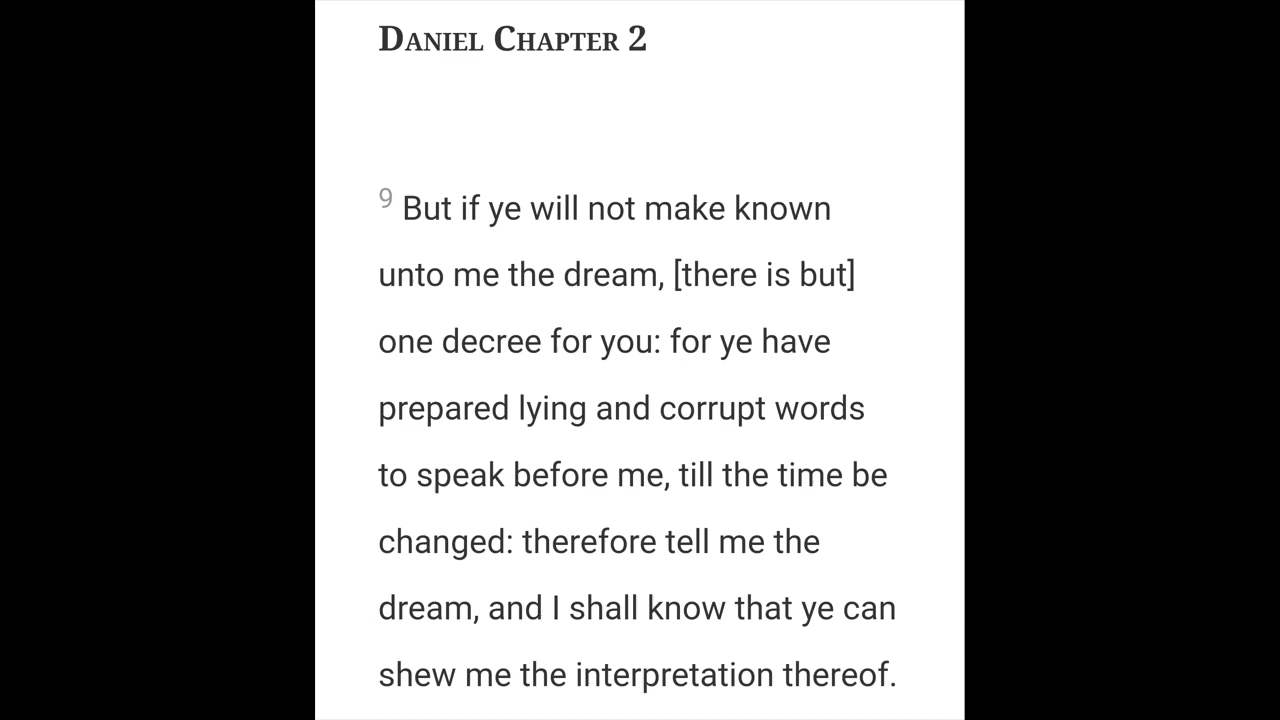 Daniel Chapter 2
9 But if ye will not make known
unto me the dream, [there is but]
one decree for you: for ye have
prepared lying and corrupt words
to speak before me, till the time be
changed: therefore tell me the
dream, and I shall know that ye can
shew me the interpretation thereof.